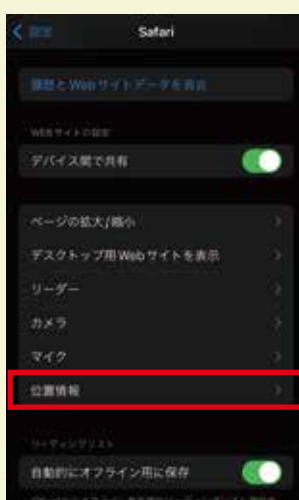 設定
Safari
履歴とWebサイトデータを消去
WEBサイトの設定
デバイス間で共有
ページの拡大/縮小
デスクトップ用Webサイトを表示
リーダー
カメラ
マイク
位置情報
リーディングリスト
自動的にオフライン用に保存